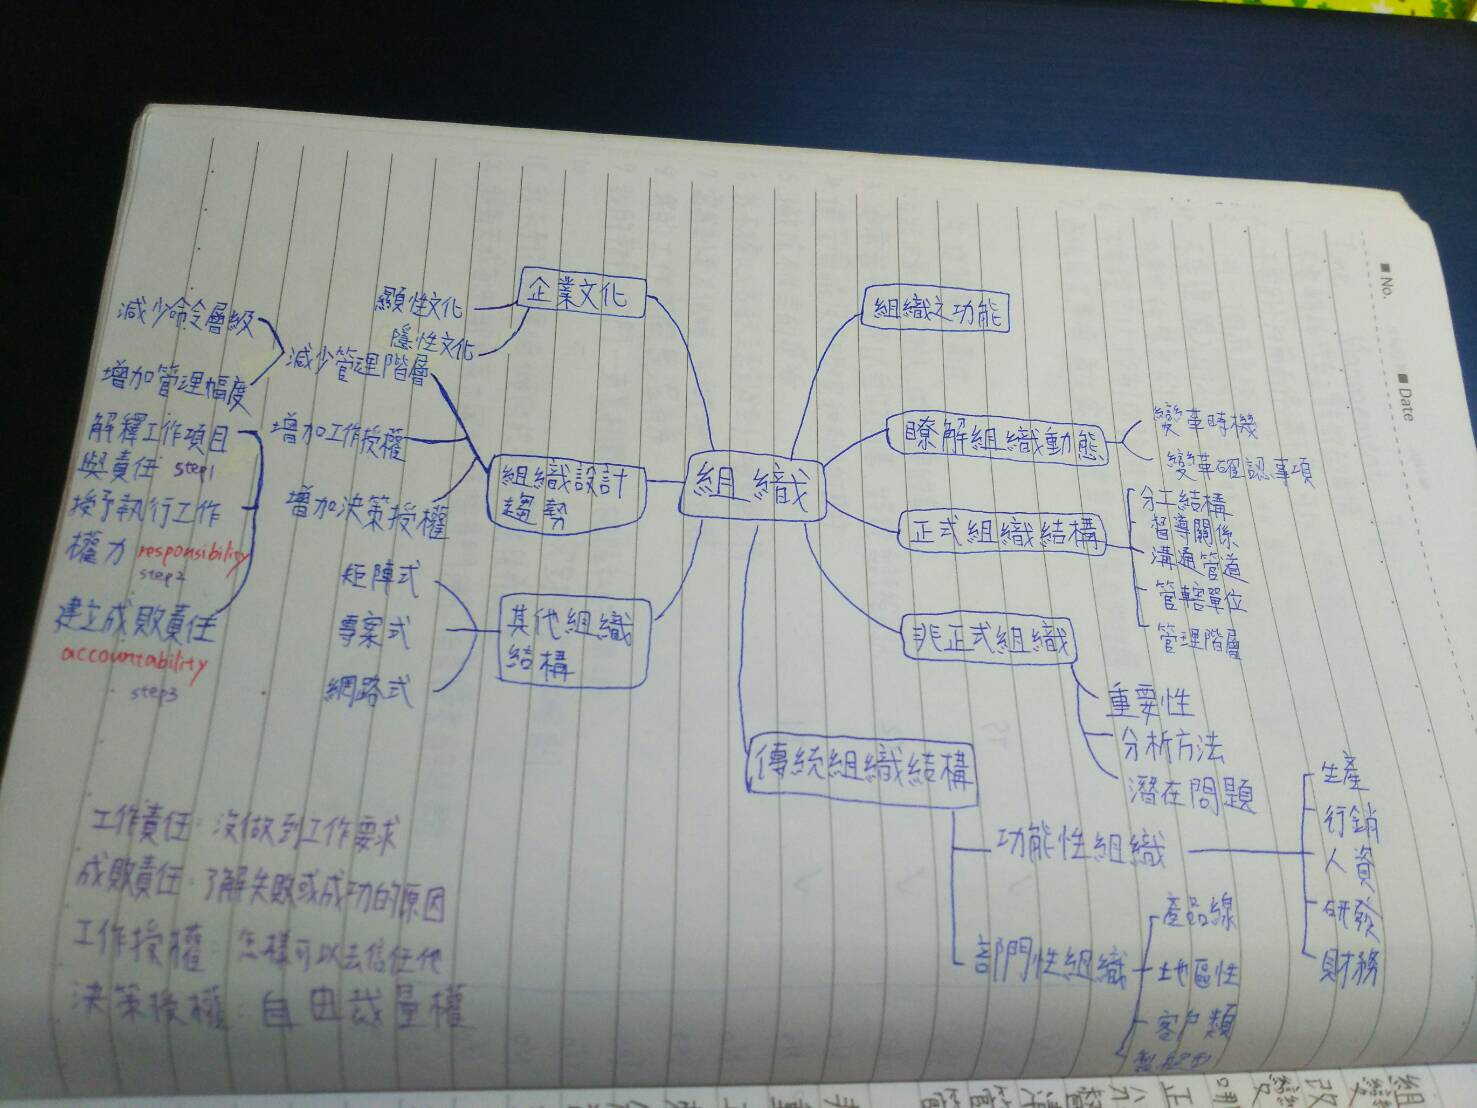 組織
企業文化
顯性文化
隱性文化
組織設計
趨勢
減少管理階層
減少命令層級
增加管理幅度
增加工作授權
解釋工作項目
與責任 step1
授予執行工作
權力 responsibility
step2
建立成敗責任
accountability
step3
增加決策授權
其他組織
結構
矩陣式
專案式
網路式
組織之功能
瞭解組織動態
變革時機
變革確認事項
正式組織結構
分工結構
督導關係
溝通管道
管轄單位
管理階層
非正式組織
重要性
分析方法
潛在問題
傳統組織結構
功能性組織
生產
行銷
人資
研發
財務
部門性組織
產品線
地區性
客戶類
工作責任：沒做到工作要求
成敗責任：了解失敗或成功的原因
工作授權：怎樣可以去信任他
決策授權：自由裁量權
■ No.
■ Date